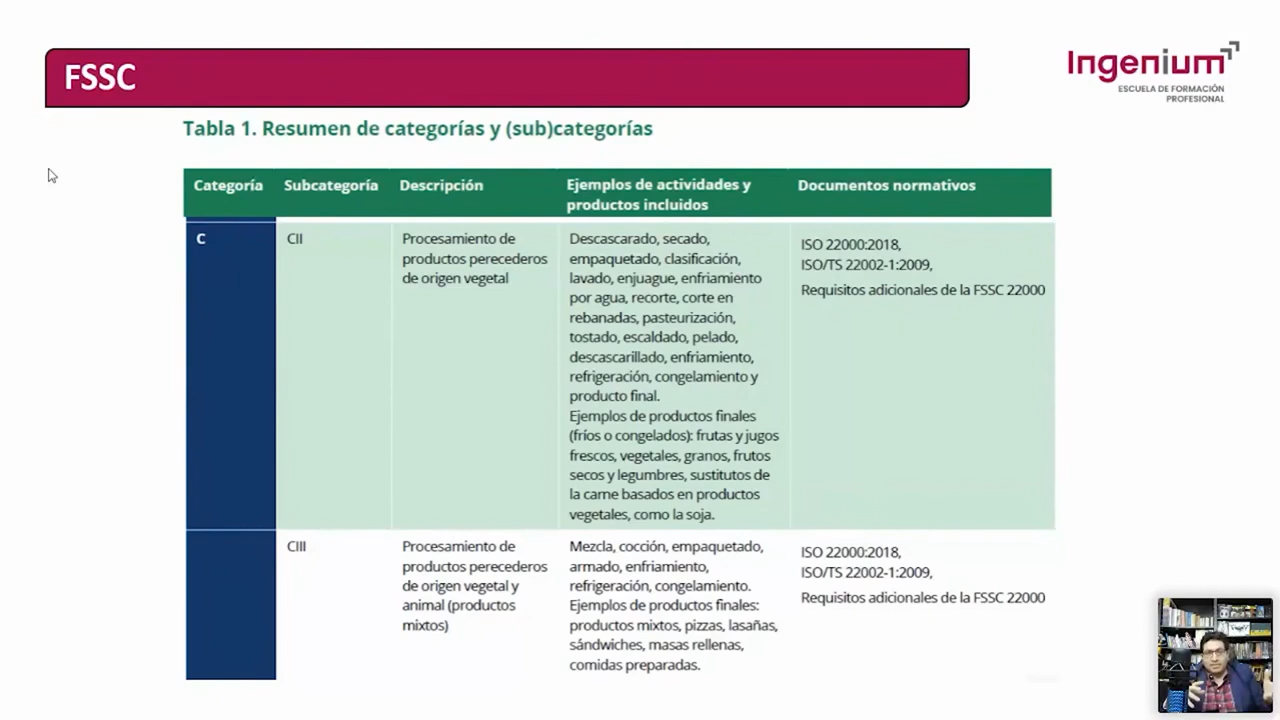 FSSC
Ingenium
ESCUELA DE FORMACIÓN
PROFESIONAL
Tabla 1. Resumen de categorías y (sub)categorías
Categoría
Subcategoría
Descripción
Ejemplos de actividades y
productos incluidos
Documentos normativos
C
CII
Procesamiento de
productos perecederos
de origen vegetal
Descascarado, secado,
empaquetado, clasificación,
lavado, enjuague, enfriamiento
por agua, recorte, corte en
rebanadas, pasteurización,
tostado, escaldado, pelado,
descascarillado, enfriamiento,
refrigeración, congelamiento y
producto final.
Ejemplos de productos finales
(fríos o congelados): frutas y jugos
frescos, vegetales, granos, frutos
secos y legumbres, sustitutos de
la carne basados en productos
vegetales, como la soja.
ISO 22000:2018,
ISO/TS 22002-1:2009,
Requisitos adicionales de la FSSC 22000
CIII
Procesamiento de
productos perecederos
de origen vegetal y
animal (productos
mixtos)
Mezcla, cocción, empaquetado,
armado, enfriamiento,
refrigeración, congelamiento.
Ejemplos de productos finales:
productos mixtos, pizzas, lasañas,
sándwiches, masas rellenas,
comidas preparadas.
ISO 22000:2018,
ISO/TS 22002-1:2009,
Requisitos adicionales de la FSSC 22000